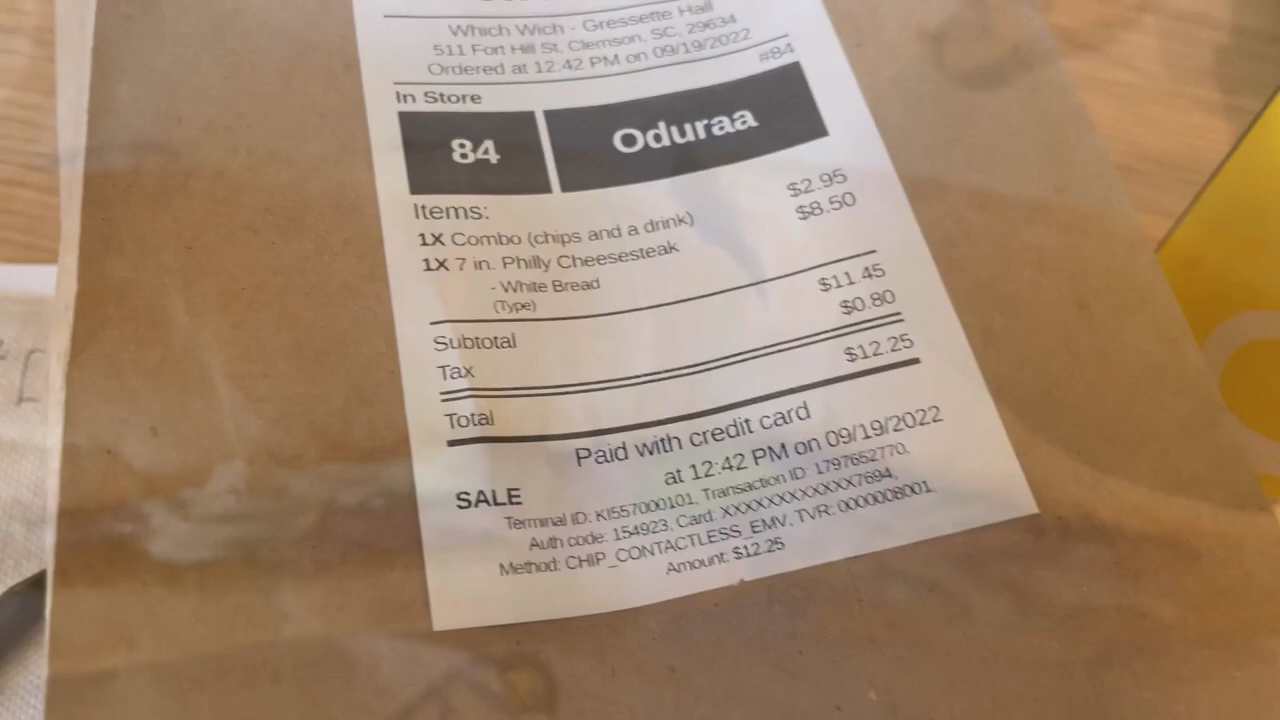 Which Wich - Gressette Hall
511 Fort Hill St, Clemson, SC, 29634
Ordered at 12:42 PM on 09/19/2022
#84
In Store
84 Oduraa
Items:
1X Combo (chips and a drink) $2.95
1X 7 in. Philly Cheesesteak $8.50
- White Bread
(Type)
Subtotal $11.45
Tax $0.80
Total $12.25
Paid with credit card
at 12:42 PM on 09/19/2022
SALE
Terminal ID: KI557000101, Transaction ID: 1797652770,
Auth code: 154923, Card: XXXXXXXXXXXX7694,
Method: CHIP_CONTACTLESS_EMV, TVR: 0000008001,
Amount: $12.25